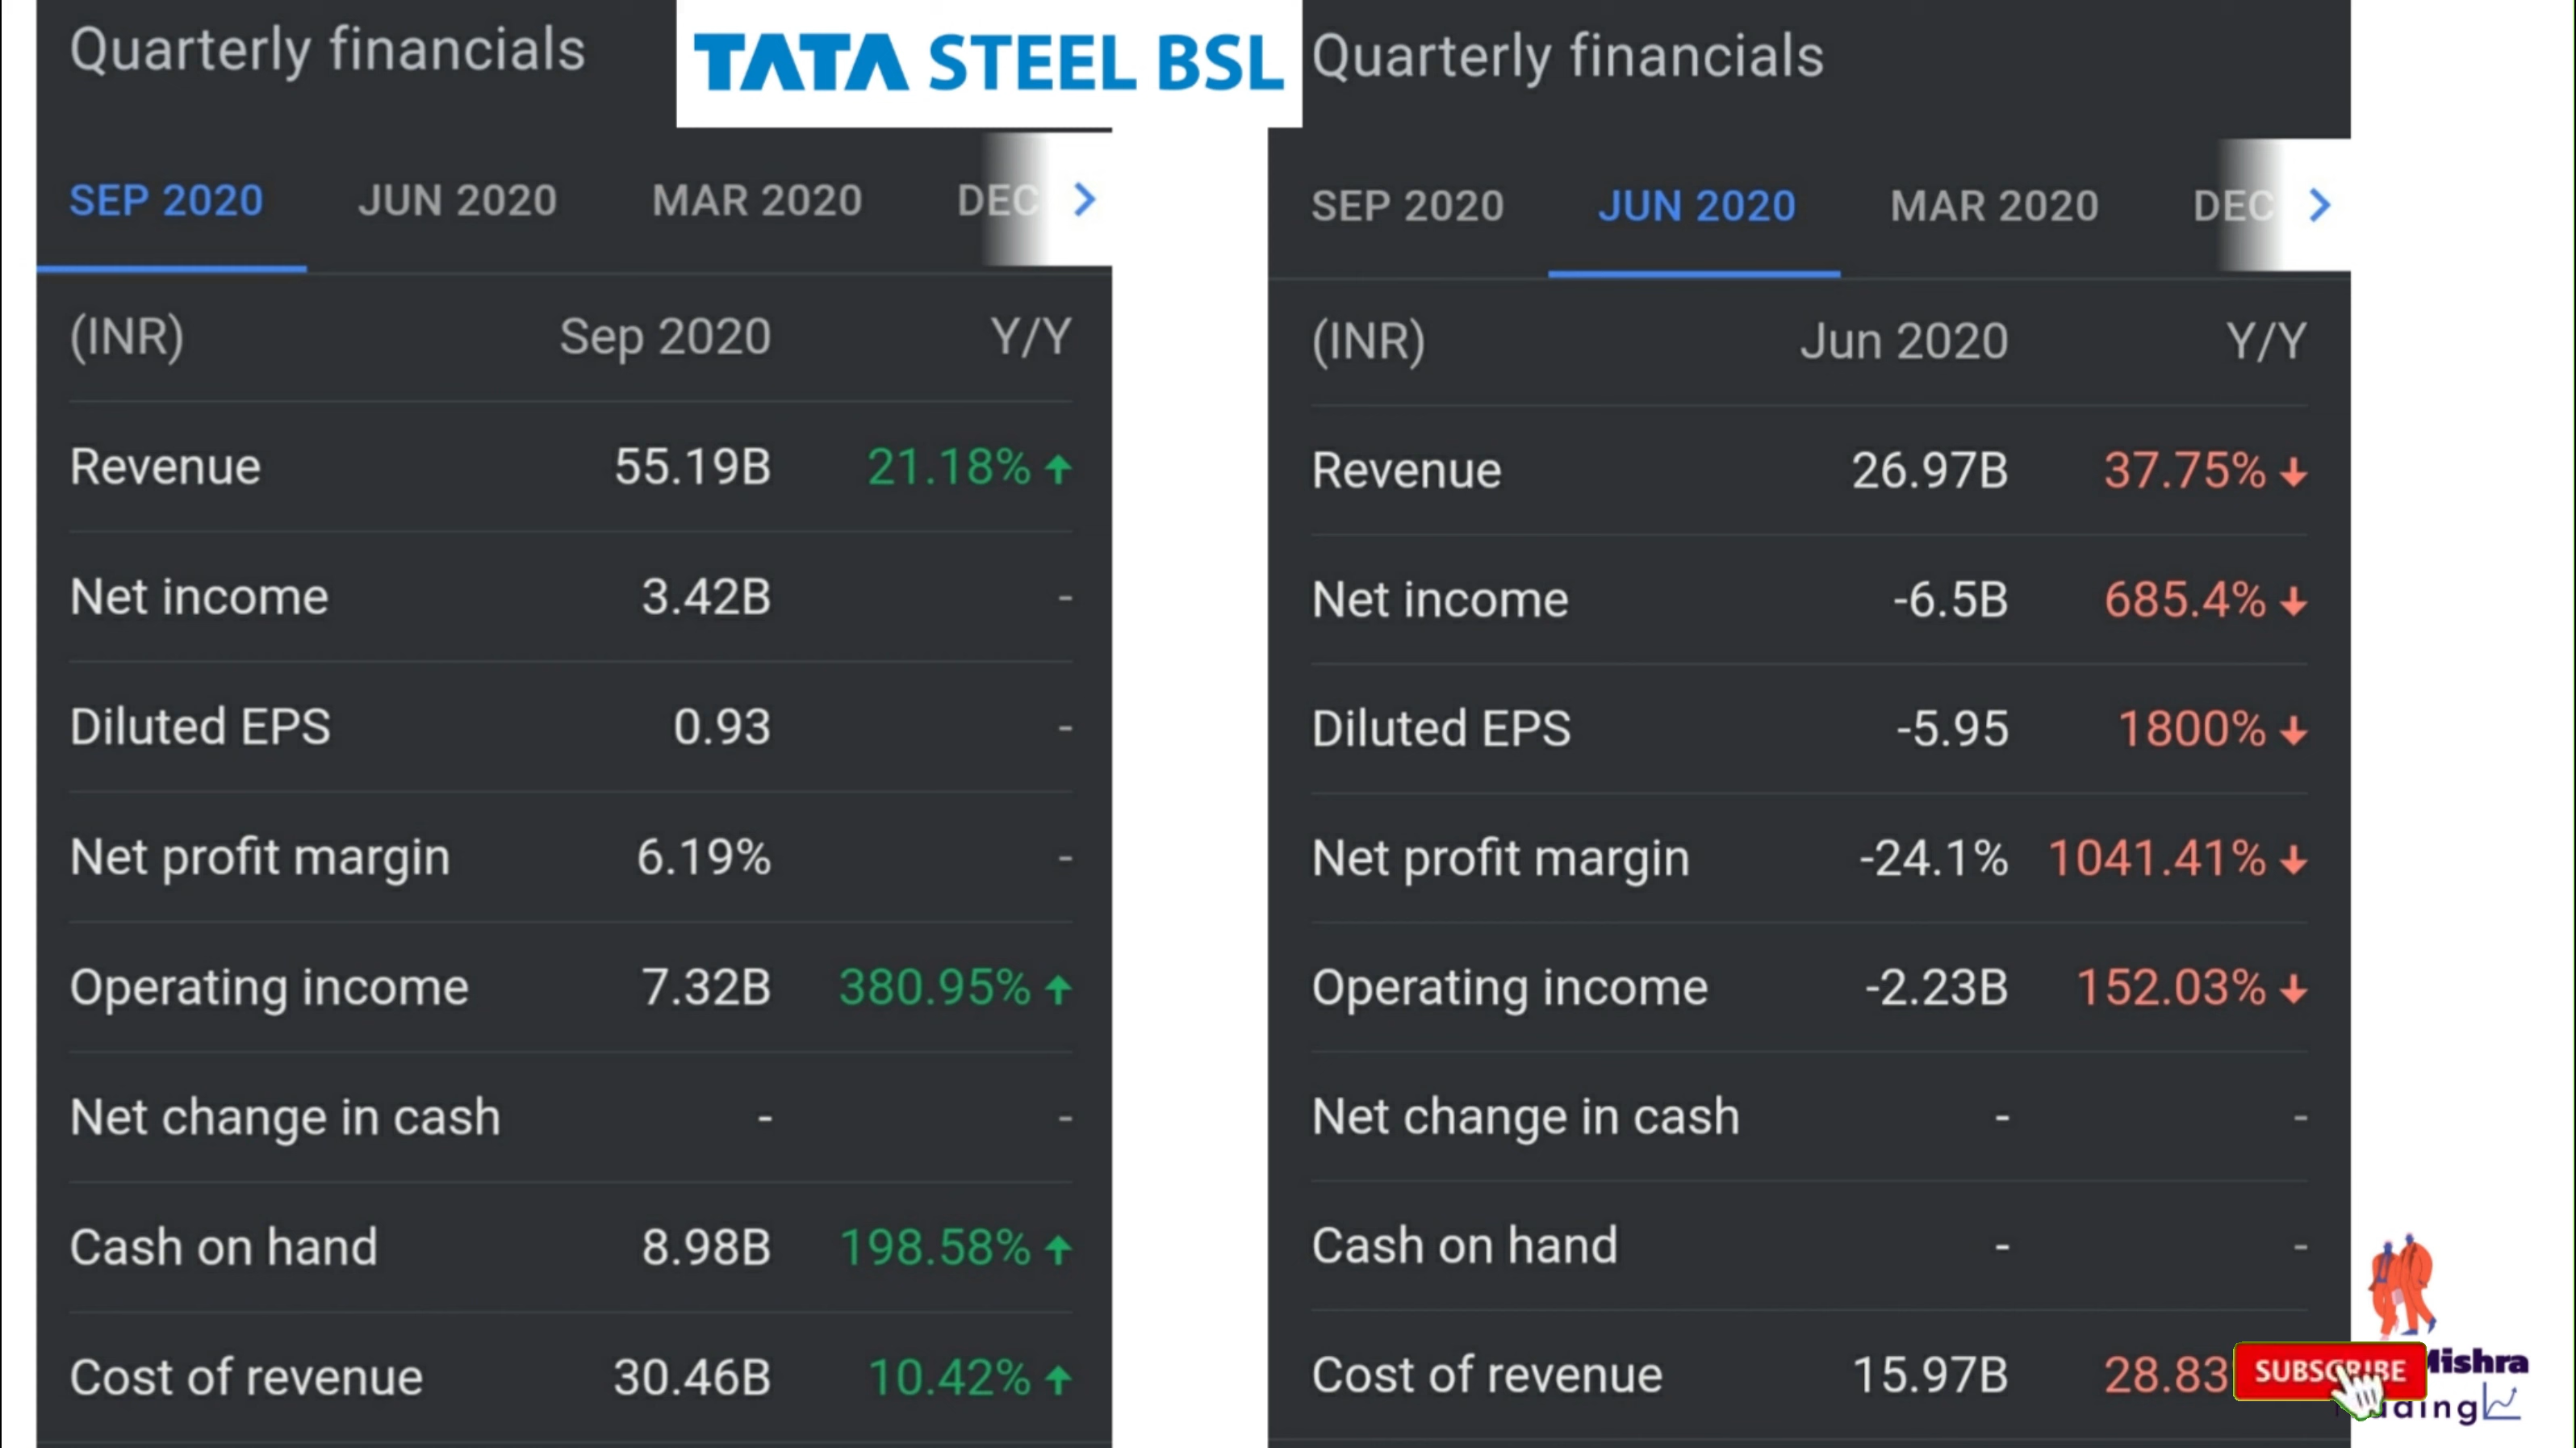 TATA STEEL BSL
Quarterly financials
SEP 2020 JUN 2020 MAR 2020 DEC
(INR) Sep 2020 Y/Y
Revenue 55.19B 21.18% ↑
Net income 3.42B -
Diluted EPS 0.93 -
Net profit margin 6.19% -
Operating income 7.32B 380.95% ↑
Net change in cash - -
Cash on hand 8.98B 198.58% ↑
Cost of revenue 30.46B 10.42% ↑
Quarterly financials
SEP 2020 JUN 2020 MAR 2020 DEC
(INR) Jun 2020 Y/Y
Revenue 26.97B 37.75% ↓
Net income -6.5B 685.4% ↓
Diluted EPS -5.95 1800% ↓
Net profit margin -24.1% 1041.41% ↓
Operating income -2.23B 152.03% ↓
Net change in cash - -
Cash on hand - -
Cost of revenue 15.97B 28.83
SUBSCRIBE